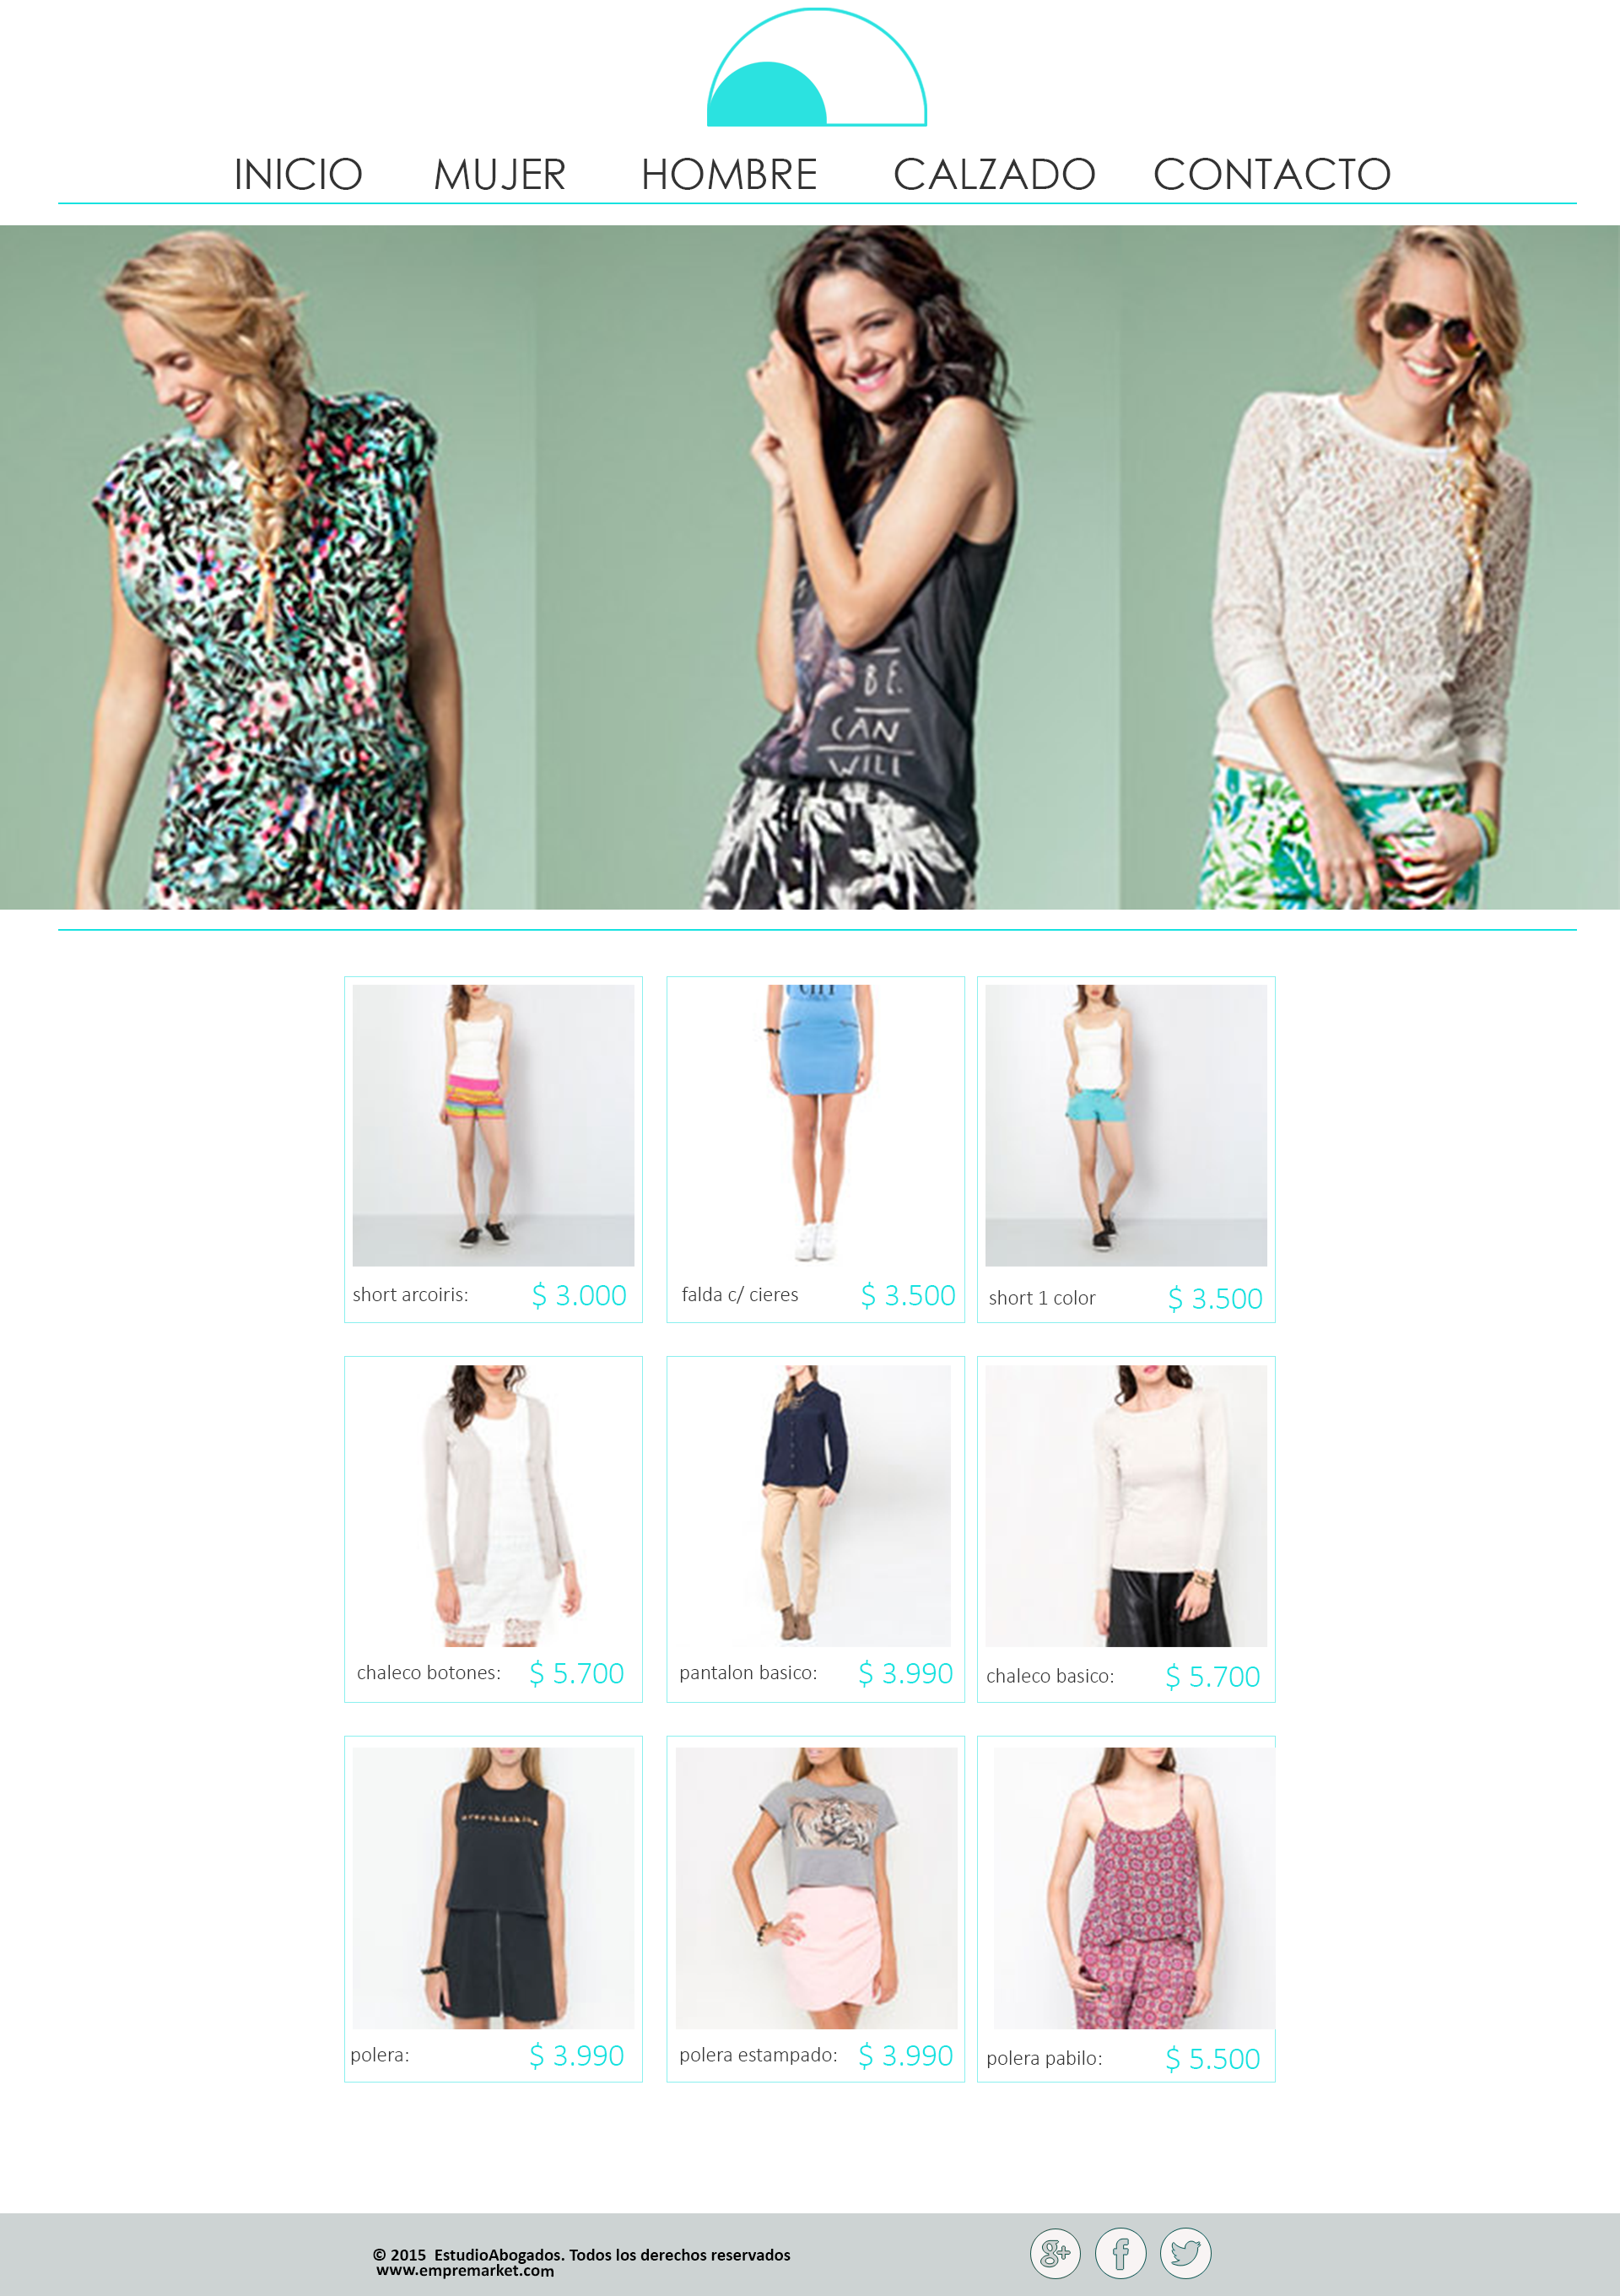 INICIO MUJER HOMBRE CALZADO CONTACTO
BE.
CAN
WILL
CITY
short arcoiris: $ 3.000
falda c/ cieres $ 3.500
short 1 color $ 3.500
chaleco botones: $ 5.700
pantalon basico: $ 3.990
chaleco basico: $ 5.700
overthinking
polera: $ 3.990
polera estampado: $ 3.990
polera pabilo: $ 5.500
© 2015 EstudioAbogados. Todos los derechos reservados
www.empremarket.com
g+ f